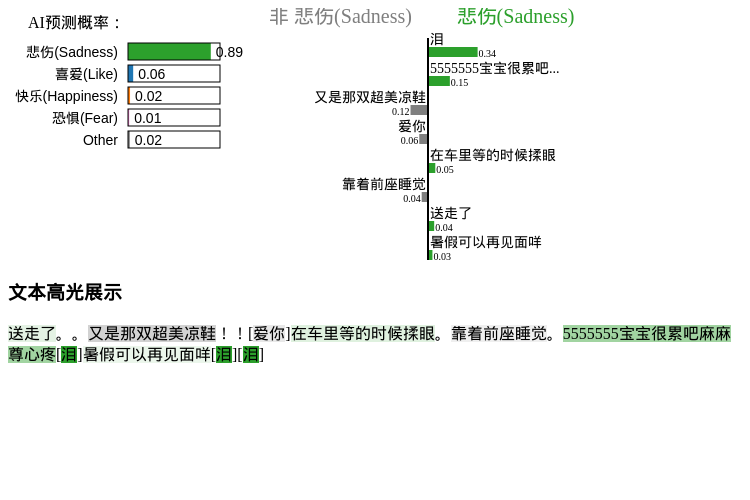 AI预测概率：
悲伤(Sadness) 0.89
喜爱(Like) 0.06
快乐(Happiness) 0.02
恐惧(Fear) 0.01
Other 0.02
非 悲伤(Sadness) 悲伤(Sadness)
泪
0.34
5555555宝宝很累吧...
0.15
又是那双超美凉鞋
0.12
爱你
0.06
在车里等的时候揉眼
0.05
靠着前座睡觉
0.04
送走了
0.04
暑假可以再见面咩
0.03
文本高光展示
送走了。。又是那双超美凉鞋！！[爱你]在车里等的时候揉眼。靠着前座睡觉。5555555宝宝很累吧麻麻
尊心疼[泪]暑假可以再见面咩[泪][泪]